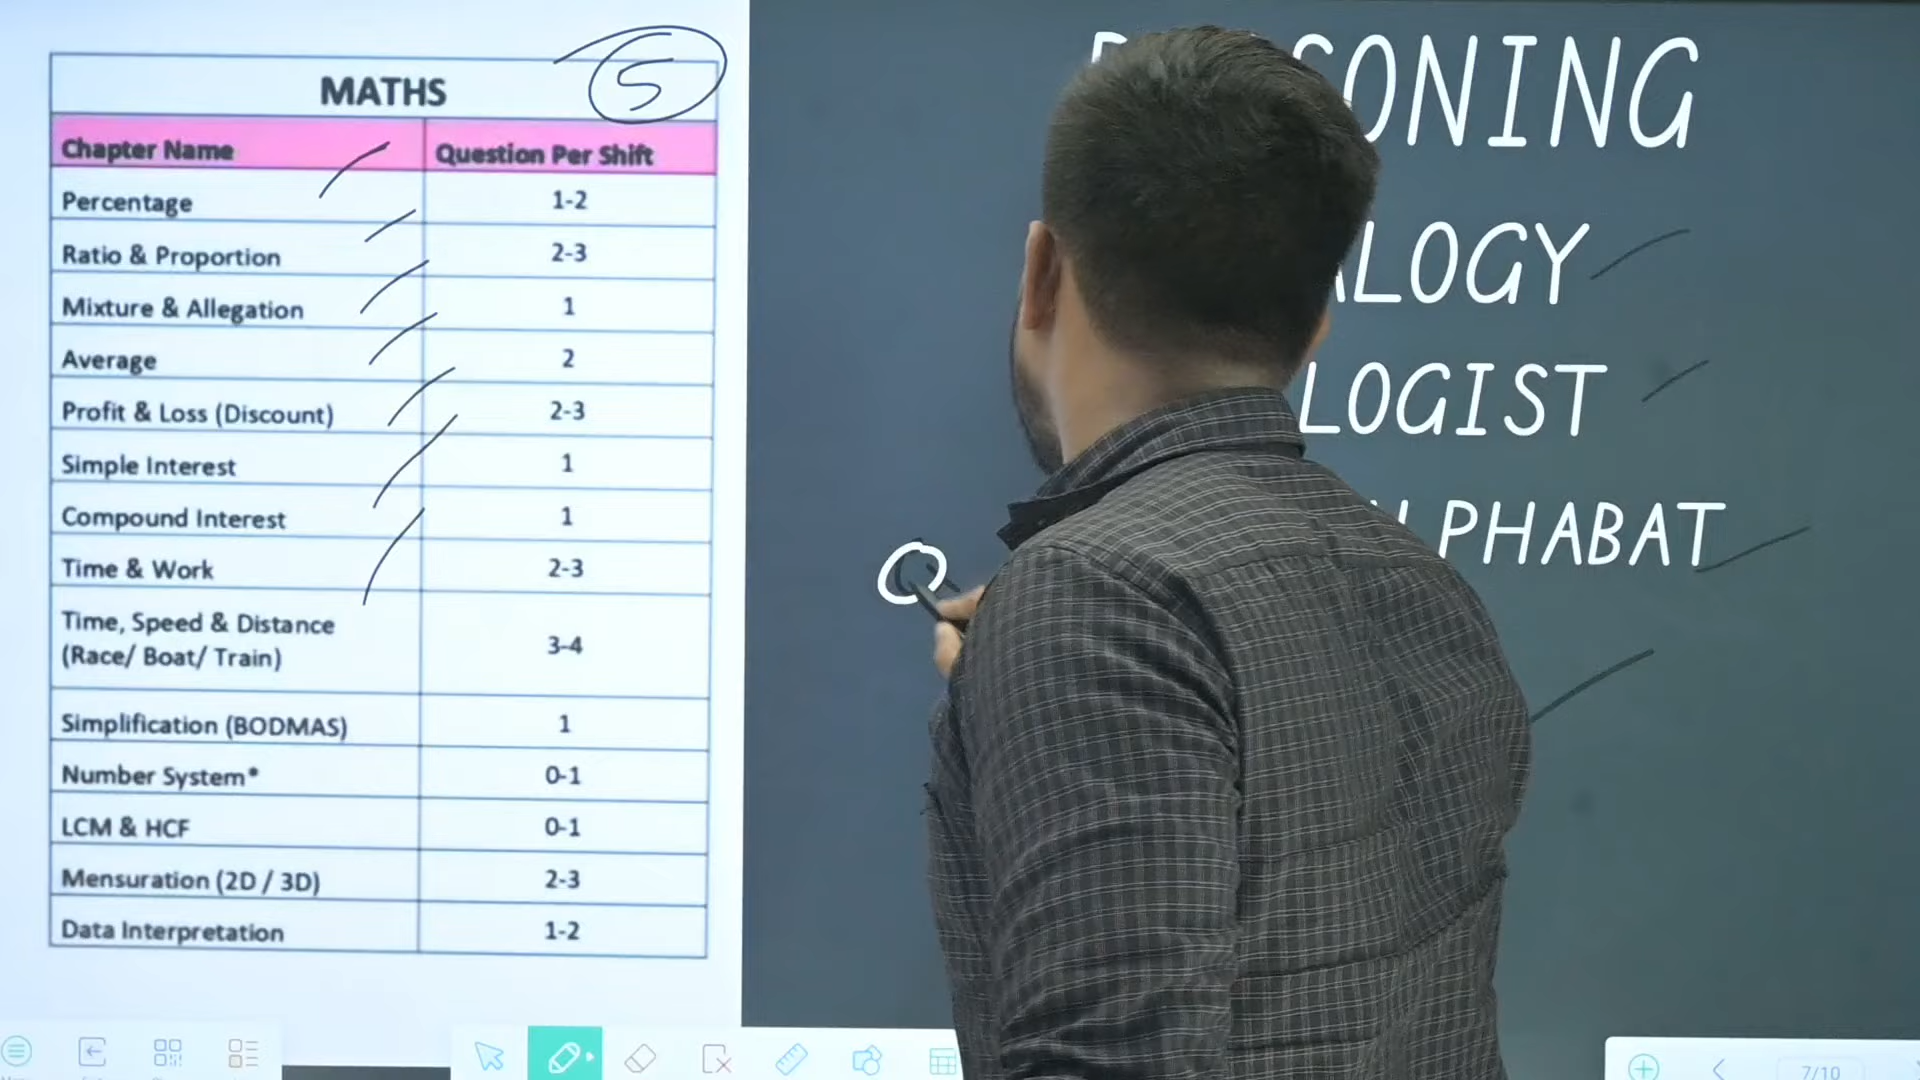 MATHS 5
Chapter Name Question Per Shift
Percentage 1-2
Ratio & Proportion 2-3
Mixture & Allegation 1
Average 2
Profit & Loss (Discount) 2-3
Simple Interest 1
Compound Interest 1
Time & Work 2-3
Time, Speed & Distance
(Race/ Boat/ Train) 3-4
Simplification (BODMAS) 1
Number System* 0-1
LCM & HCF 0-1
Mensuration (2D / 3D) 2-3
Data Interpretation 1-2
ONING
LOGY
LOGIST
PHABAT
7/10